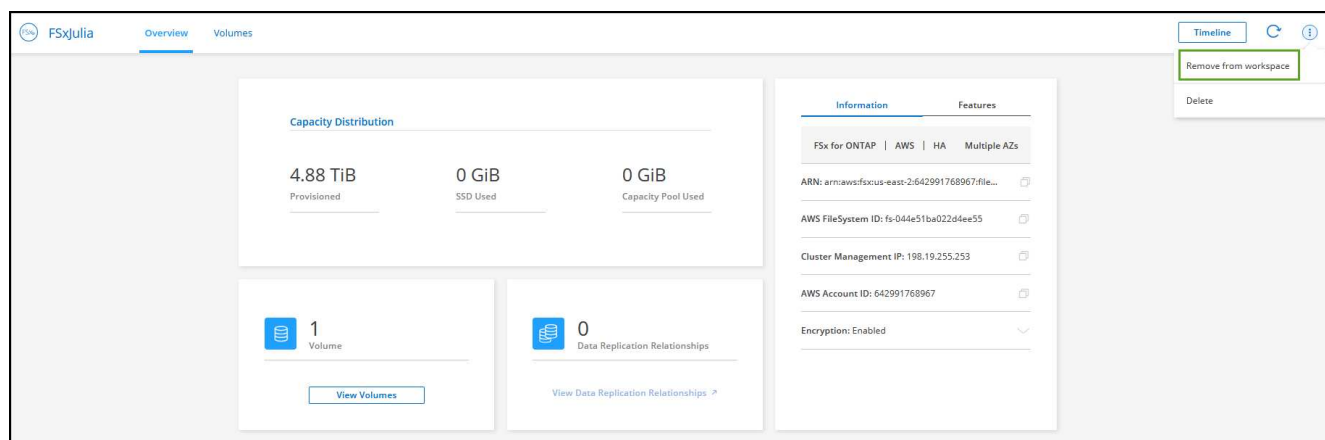 FSx FSxJulia Overview Volumes Timeline
Remove from workspace
Delete
Capacity Distribution
4.88 TiB 0 GiB 0 GiB
Provisioned SSD Used Capacity Pool Used
1
Volume
View Volumes
0
Data Replication Relationships
View Data Replication Relationships
Information Features
FSx for ONTAP | AWS | HA Multiple AZs
ARN: arn:aws:fsx:us-east-2:642991768967:file...
AWS FileSystem ID: fs-044e51ba022d4ee55
Cluster Management IP: 198.19.255.253
AWS Account ID: 642991768967
Encryption: Enabled